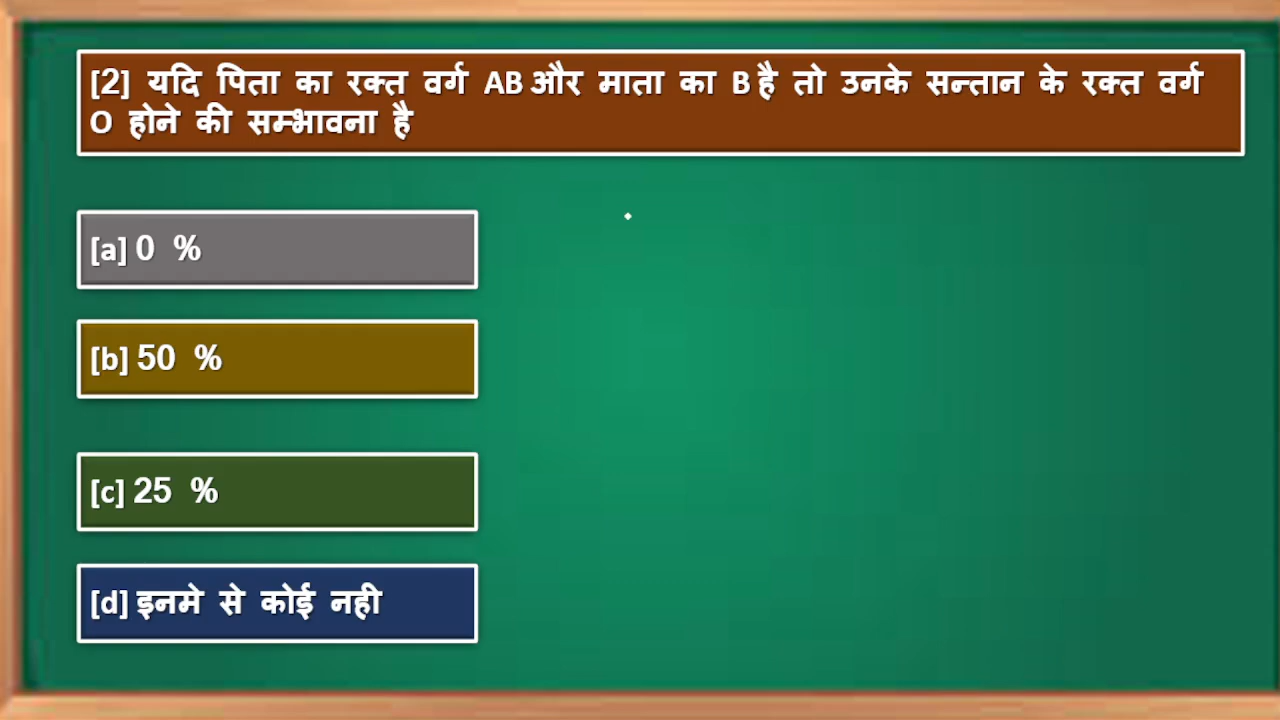 [2] यदि पिता का रक्त वर्ग AB और माता का B है तो उनके सन्तान के रक्त वर्ग
O होने की सम्भावना है
[a] 0 %
[b] 50 %
[c] 25 %
[d] इनमे से कोई नही